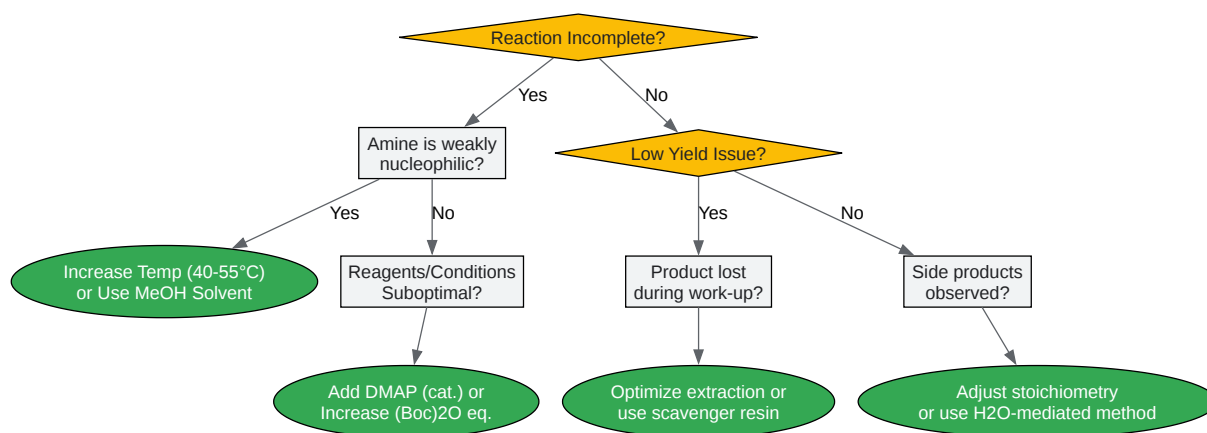 Reaction Incomplete?
Yes
No
Amine is weakly
nucleophilic?
Low Yield Issue?
Yes
No
Yes
No
Increase Temp (40-55°C)
or Use MeOH Solvent
Reagents/Conditions
Suboptimal?
Product lost
during work-up?
Side products
observed?
Add DMAP (cat.) or
Increase (Boc)2O eq.
Optimize extraction or
use scavenger resin
Adjust stoichiometry
or use H2O-mediated method